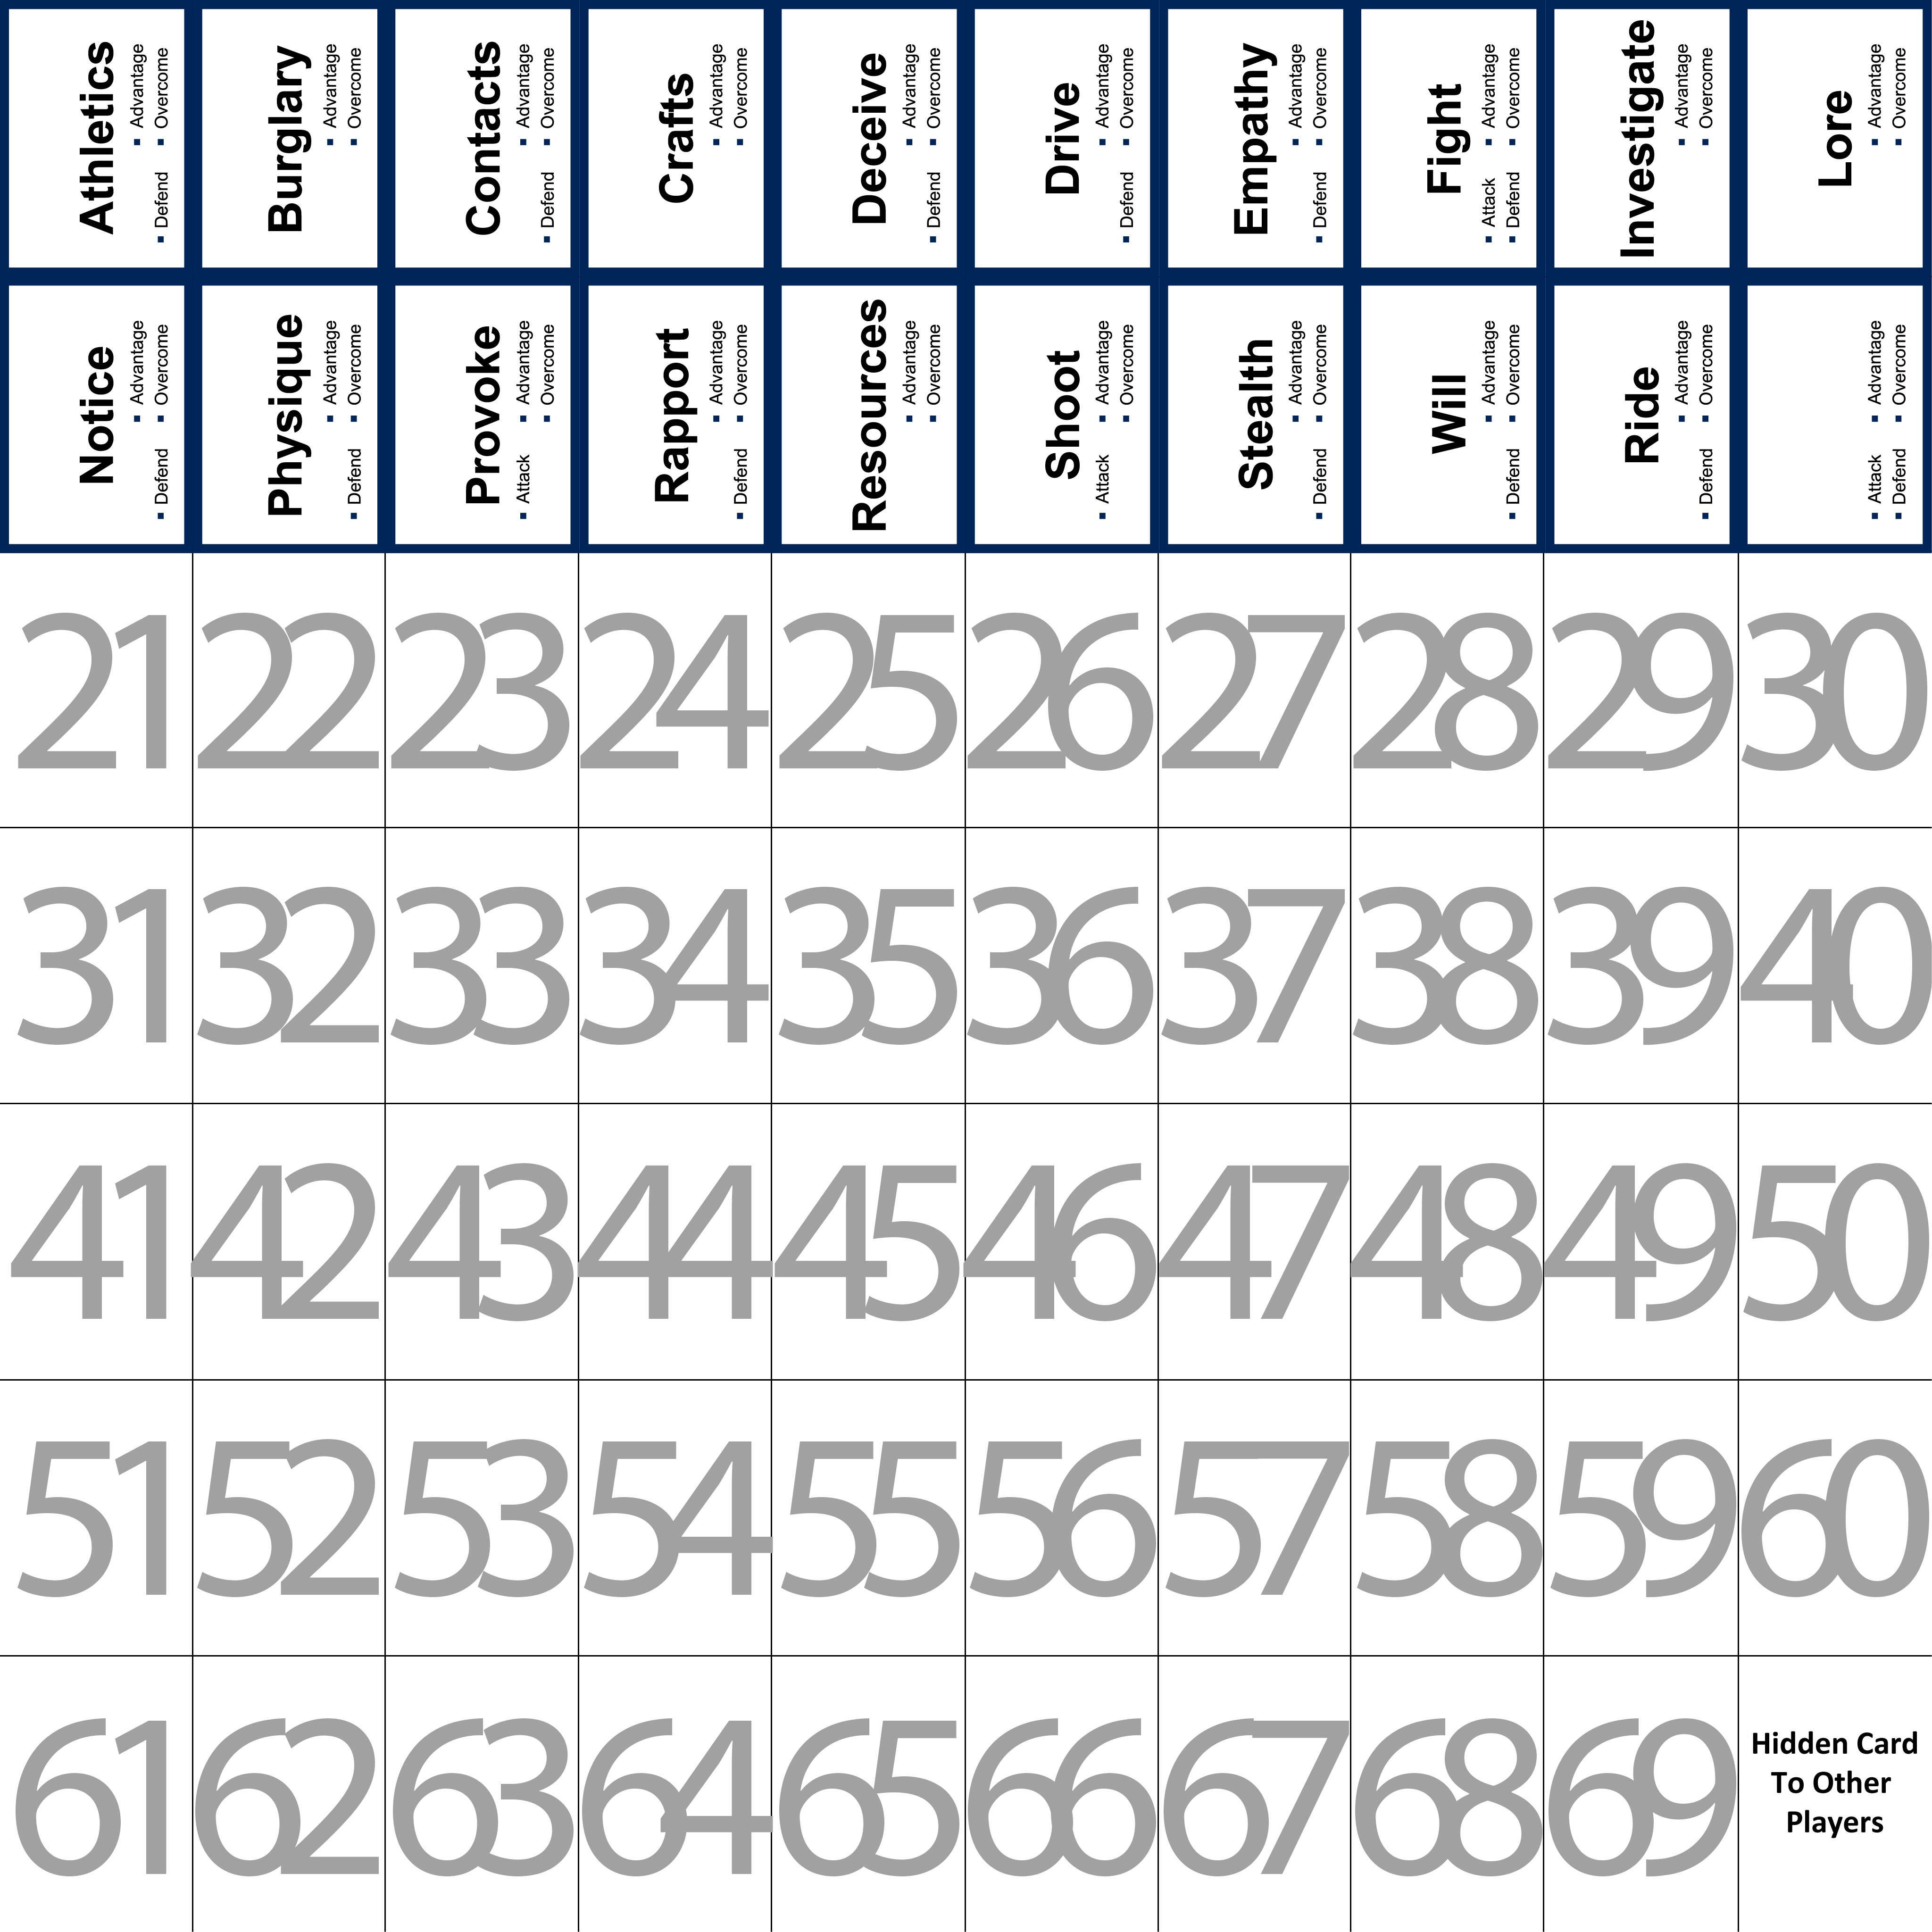 Athletics
▪ Advantage
▪ Defend ▪ Overcome
Burglary
▪ Advantage
▪ Overcome
Contacts
▪ Advantage
▪ Defend ▪ Overcome
Crafts
▪ Advantage
▪ Overcome
Deceive
▪ Advantage
▪ Defend ▪ Overcome
Drive
▪ Advantage
▪ Defend ▪ Overcome
Empathy
▪ Advantage
▪ Defend ▪ Overcome
Fight
▪ Attack ▪ Advantage
▪ Defend ▪ Overcome
Investigate
▪ Advantage
▪ Overcome
Lore
▪ Advantage
▪ Overcome
Notice
▪ Advantage
▪ Defend ▪ Overcome
Physique
▪ Advantage
▪ Defend ▪ Overcome
Provoke
▪ Attack ▪ Advantage
▪ Overcome
Rapport
▪ Advantage
▪ Defend ▪ Overcome
Resources
▪ Advantage
▪ Overcome
Shoot
▪ Attack ▪ Advantage
▪ Overcome
Stealth
▪ Advantage
▪ Defend ▪ Overcome
Will
▪ Advantage
▪ Defend ▪ Overcome
Ride
▪ Advantage
▪ Defend ▪ Overcome
▪ Attack ▪ Advantage
▪ Defend ▪ Overcome
21 22 23 24 25 26 27 28 29 30
31 32 33 34 35 36 37 38 39 40
41 42 43 44 45 46 47 48 49 50
51 52 53 54 55 56 57 58 59 60
61 62 63 64 65 66 67 68 69
Hidden Card
To Other
Players